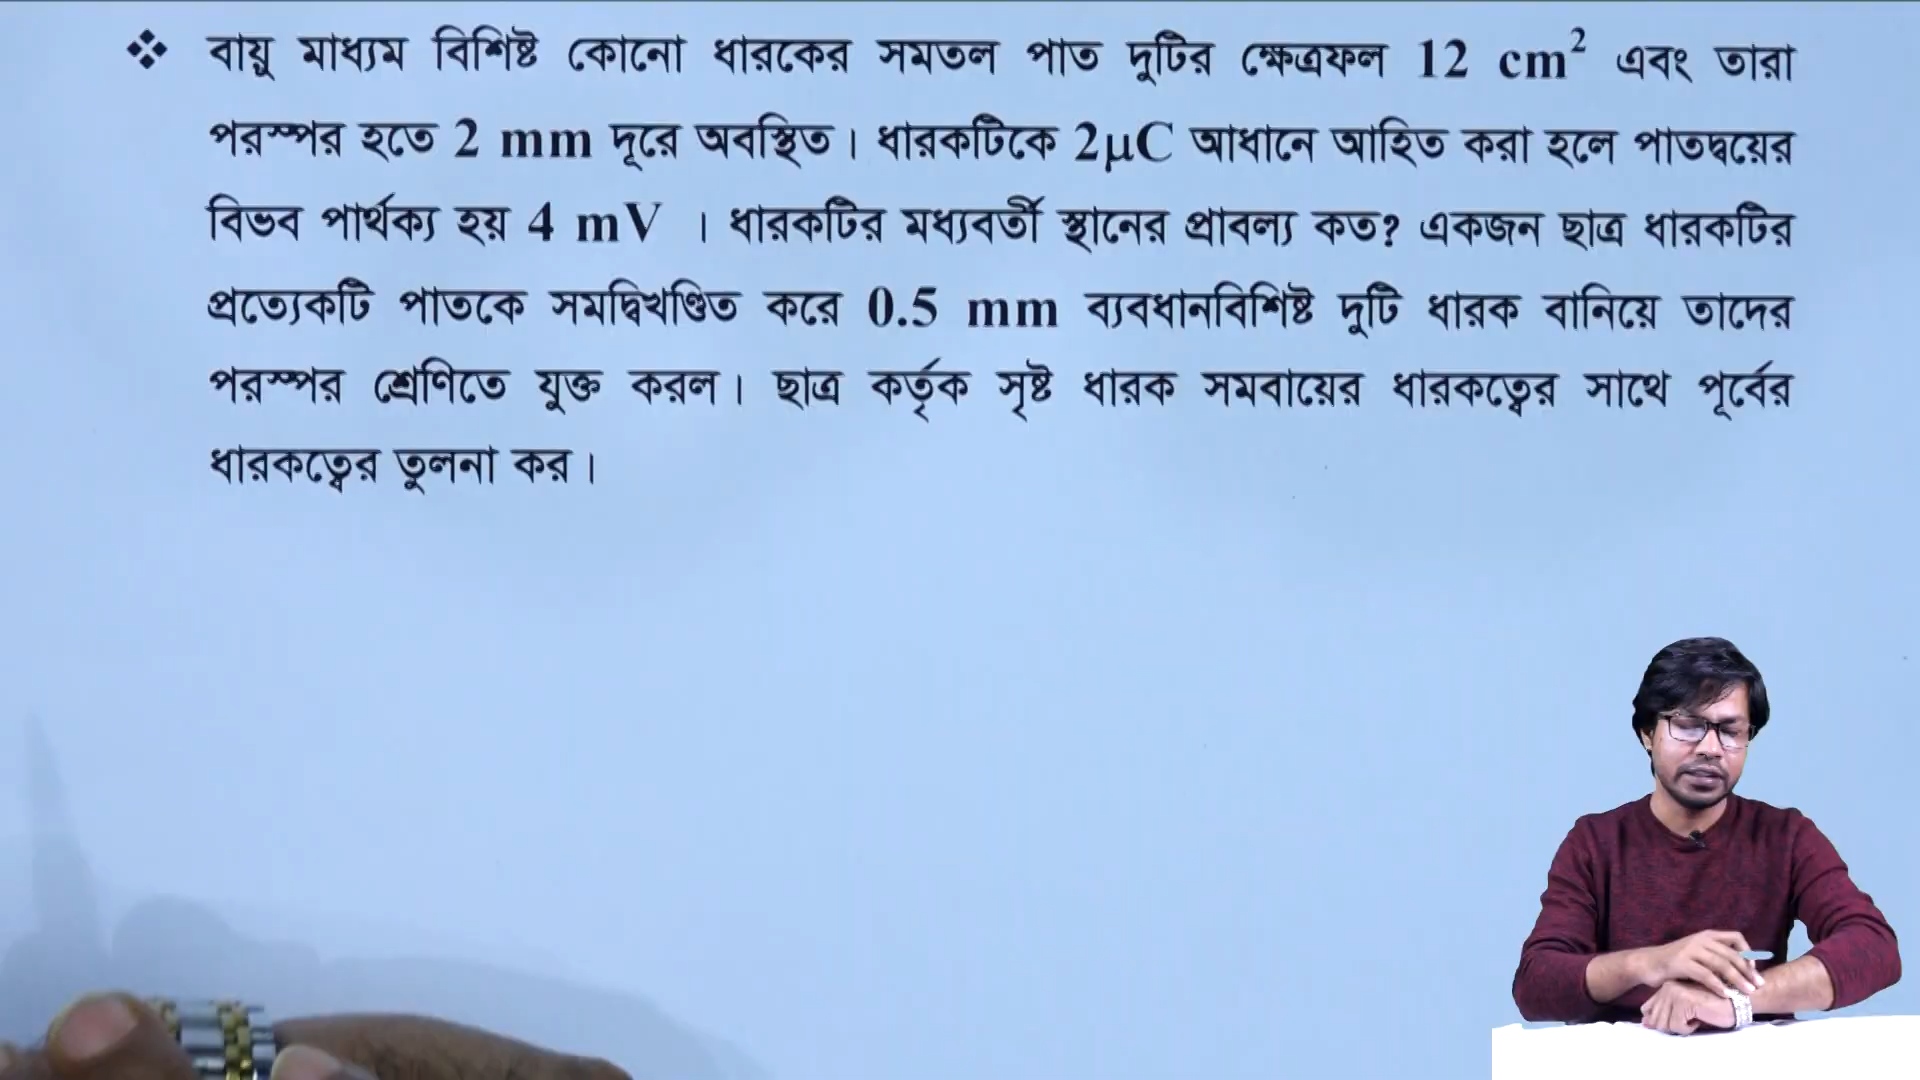 ❖ বায়ু মাধ্যম বিশিষ্ট কোনো ধারকের সমতল পাত দুটির ক্ষেত্রফল 12 cm² এবং তারা
পরস্পর হতে 2 mm দূরে অবস্থিত। ধারকটিকে 2μC আধানে আহিত করা হলে পাতদ্বয়ের
বিভব পার্থক্য হয় 4 mV । ধারকটির মধ্যবর্তী স্থানের প্রাবল্য কত? একজন ছাত্র ধারকটির
প্রত্যেকটি পাতকে সমদ্বিখণ্ডিত করে 0.5 mm ব্যবধানবিশিষ্ট দুটি ধারক বানিয়ে তাদের
পরস্পর শ্রেণিতে যুক্ত করল। ছাত্র কর্তৃক সৃষ্ট ধারক সমবায়ের ধারকত্বের সাথে পূর্বের
ধারকত্বের তুলনা কর।